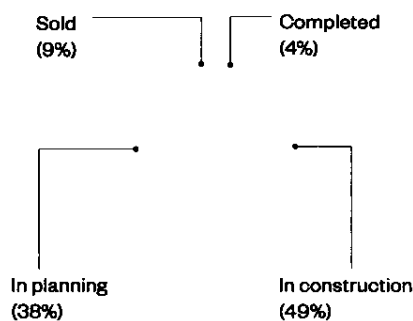 Sold
(9%)
Completed
(4%)
In planning
(38%)
In construction
(49%)